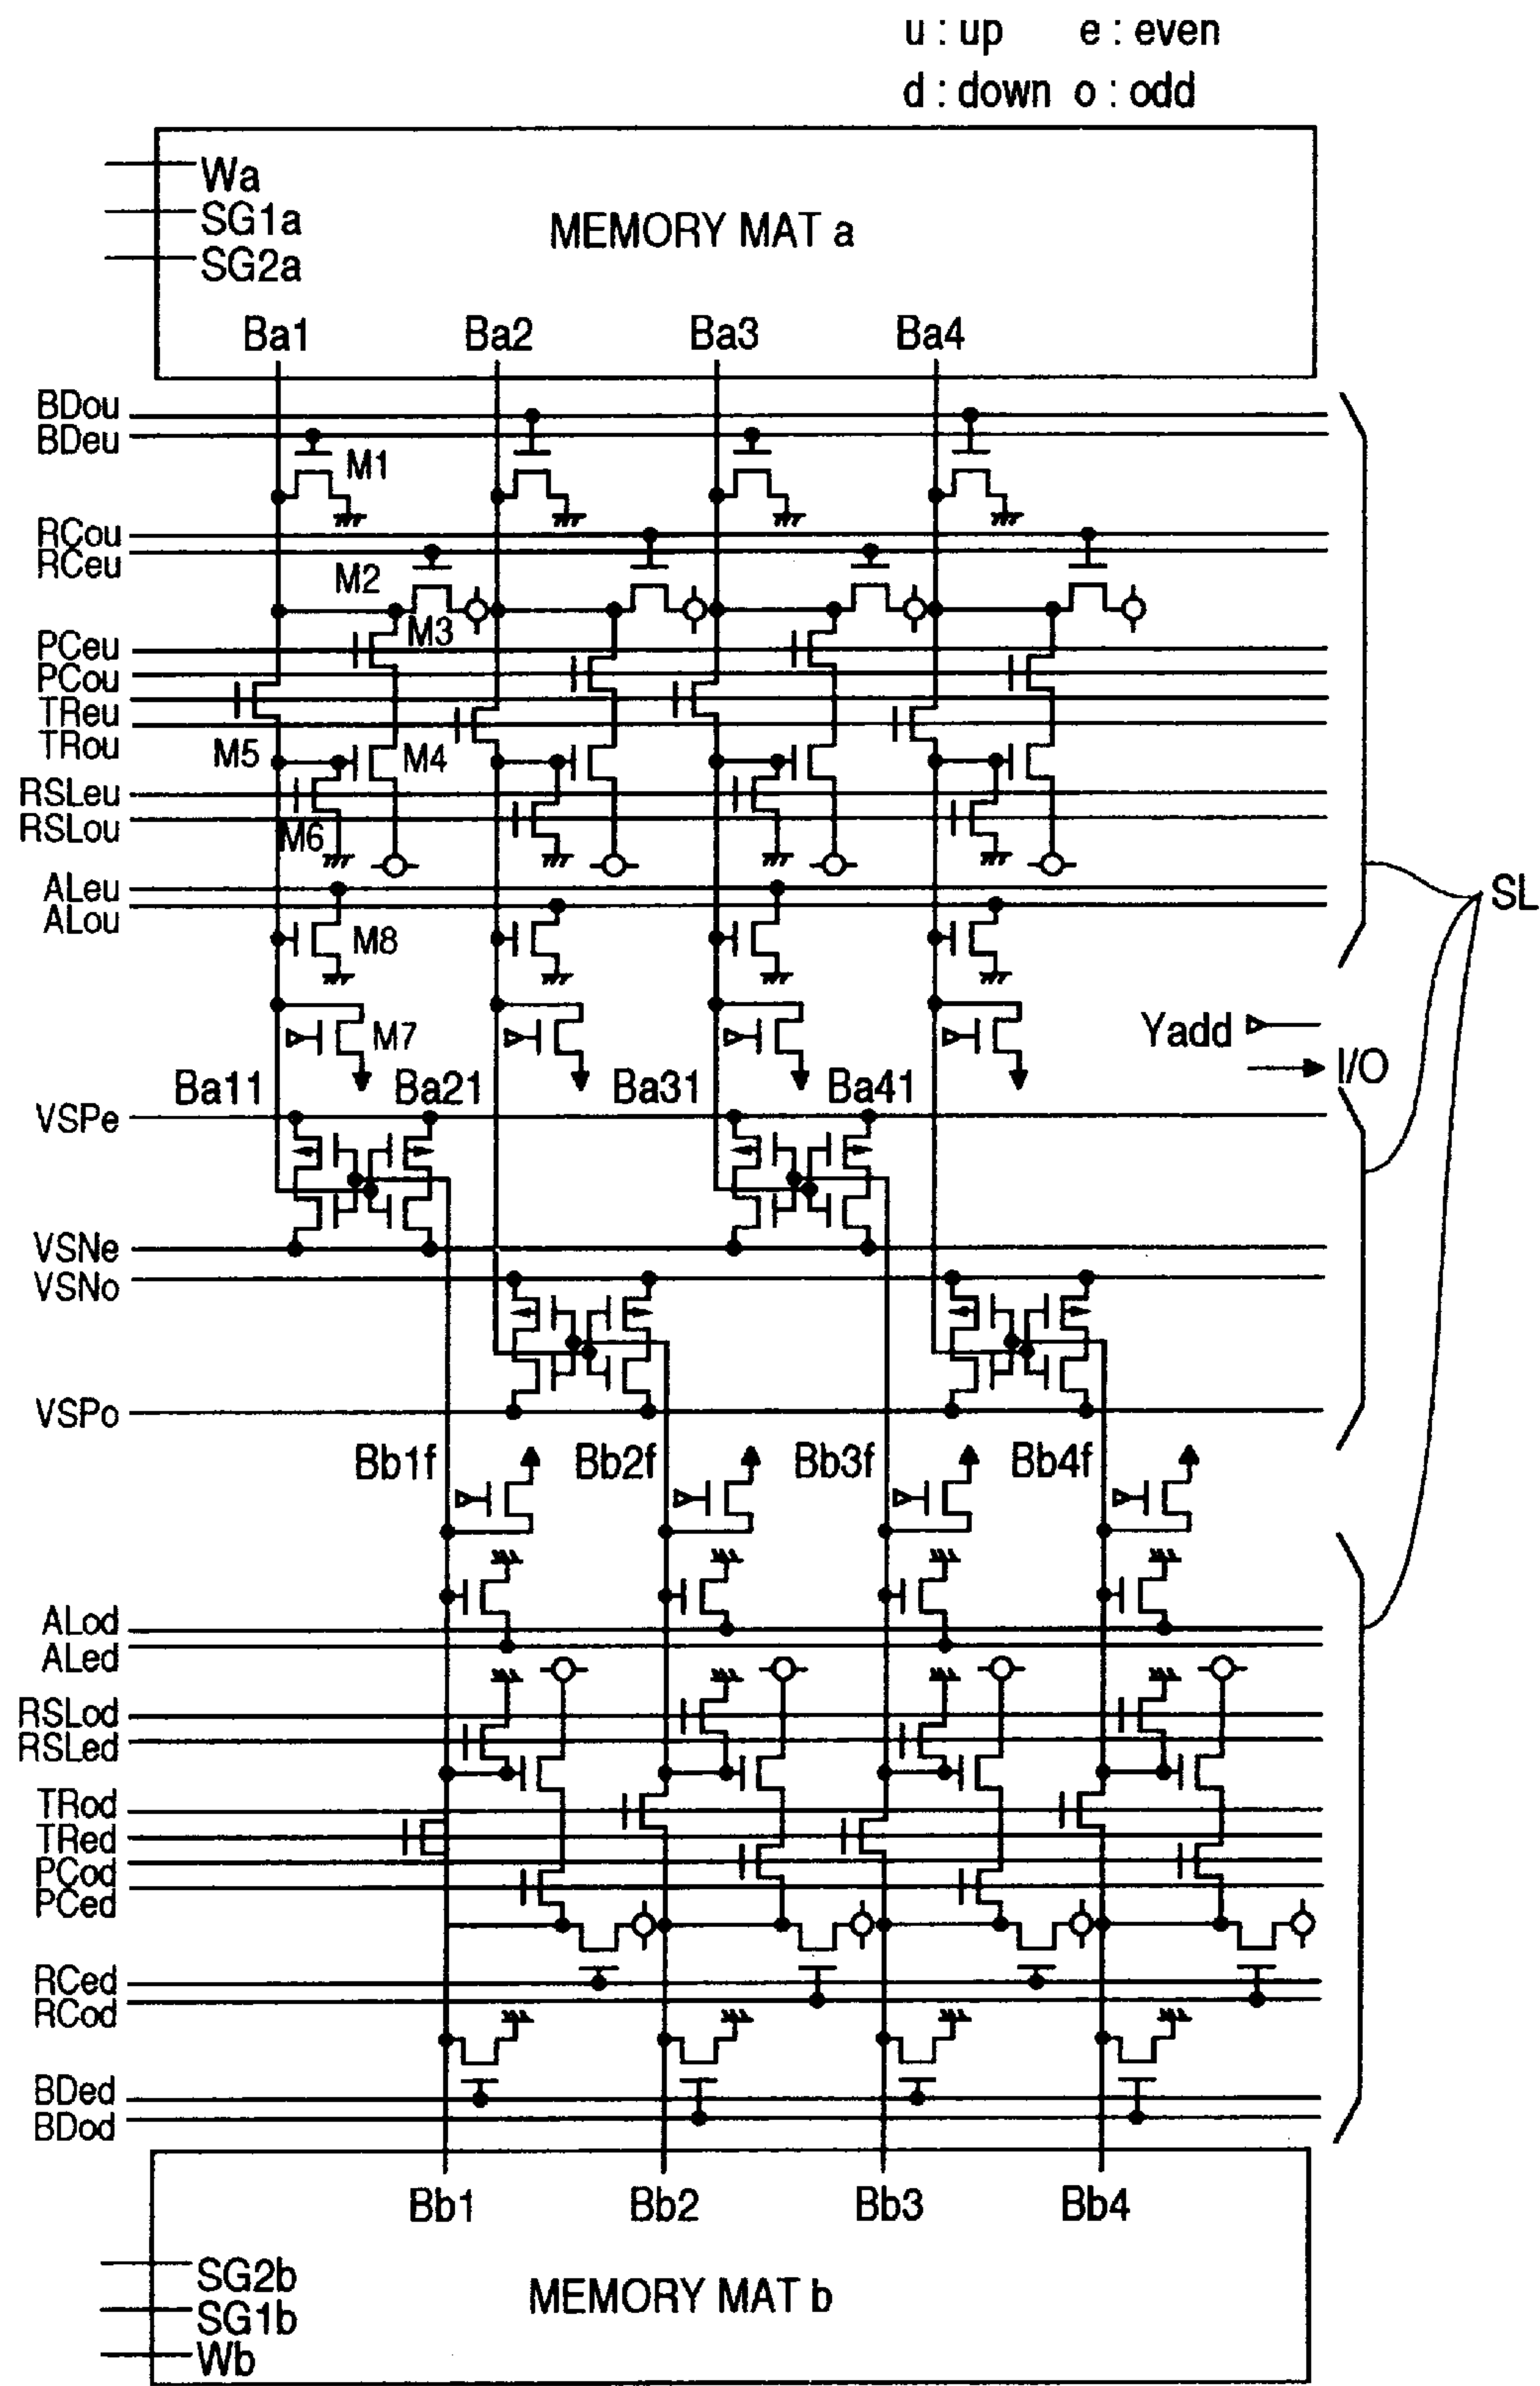 u : up e : even
d : down o : odd
Wa
SG1a
SG2a
MEMORY MAT a
Ba1 Ba2 Ba3 Ba4
BDou
BDeu
M1
RCou
RCeu
M2
M3
PCeu
PCou
TReu
TRou
M5 M4
RSLeu
RSLou
M6
ALeu
ALou
M8
SL
M7
Yadd
I/O
Ba11 Ba21 Ba31 Ba41
VSPe
VSNe
VSNo
VSPo
Bb1f Bb2f Bb3f Bb4f
ALod
ALed
RSLod
RSLed
TRod
TRed
PCod
PCed
RCed
RCod
BDed
BDod
Bb1 Bb2 Bb3 Bb4
SG2b
SG1b
Wb
MEMORY MAT b